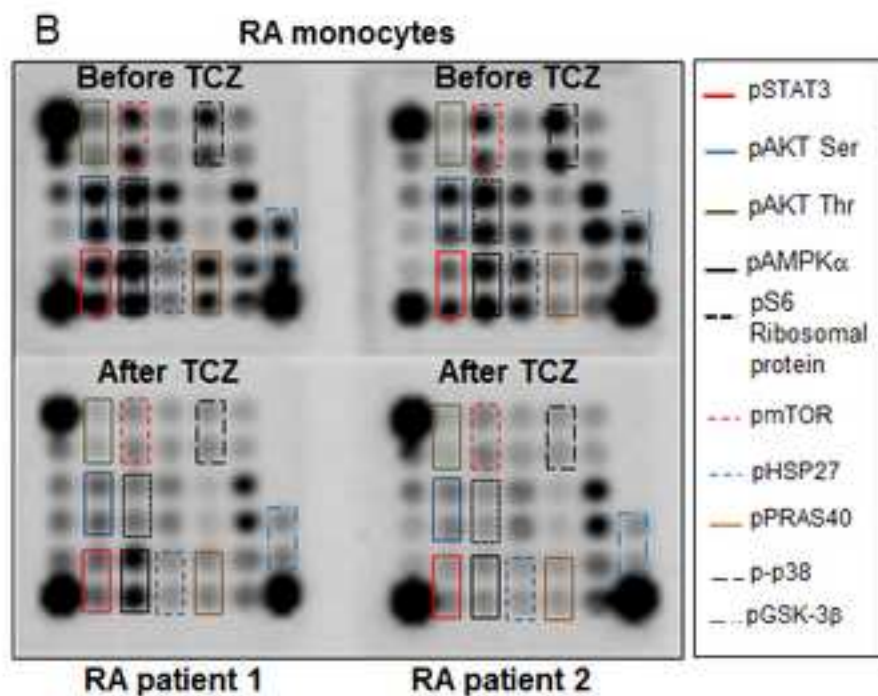 B
RA monocytes
Before TCZ
Before TCZ
After TCZ
After TCZ
RA patient 1
RA patient 2
pSTAT3
pAKT Ser
pAKT Thr
pAMPKα
pS6
Ribosomal
protein
pmTOR
pHSP27
pPRAS40
p-p38
pGSK-3β